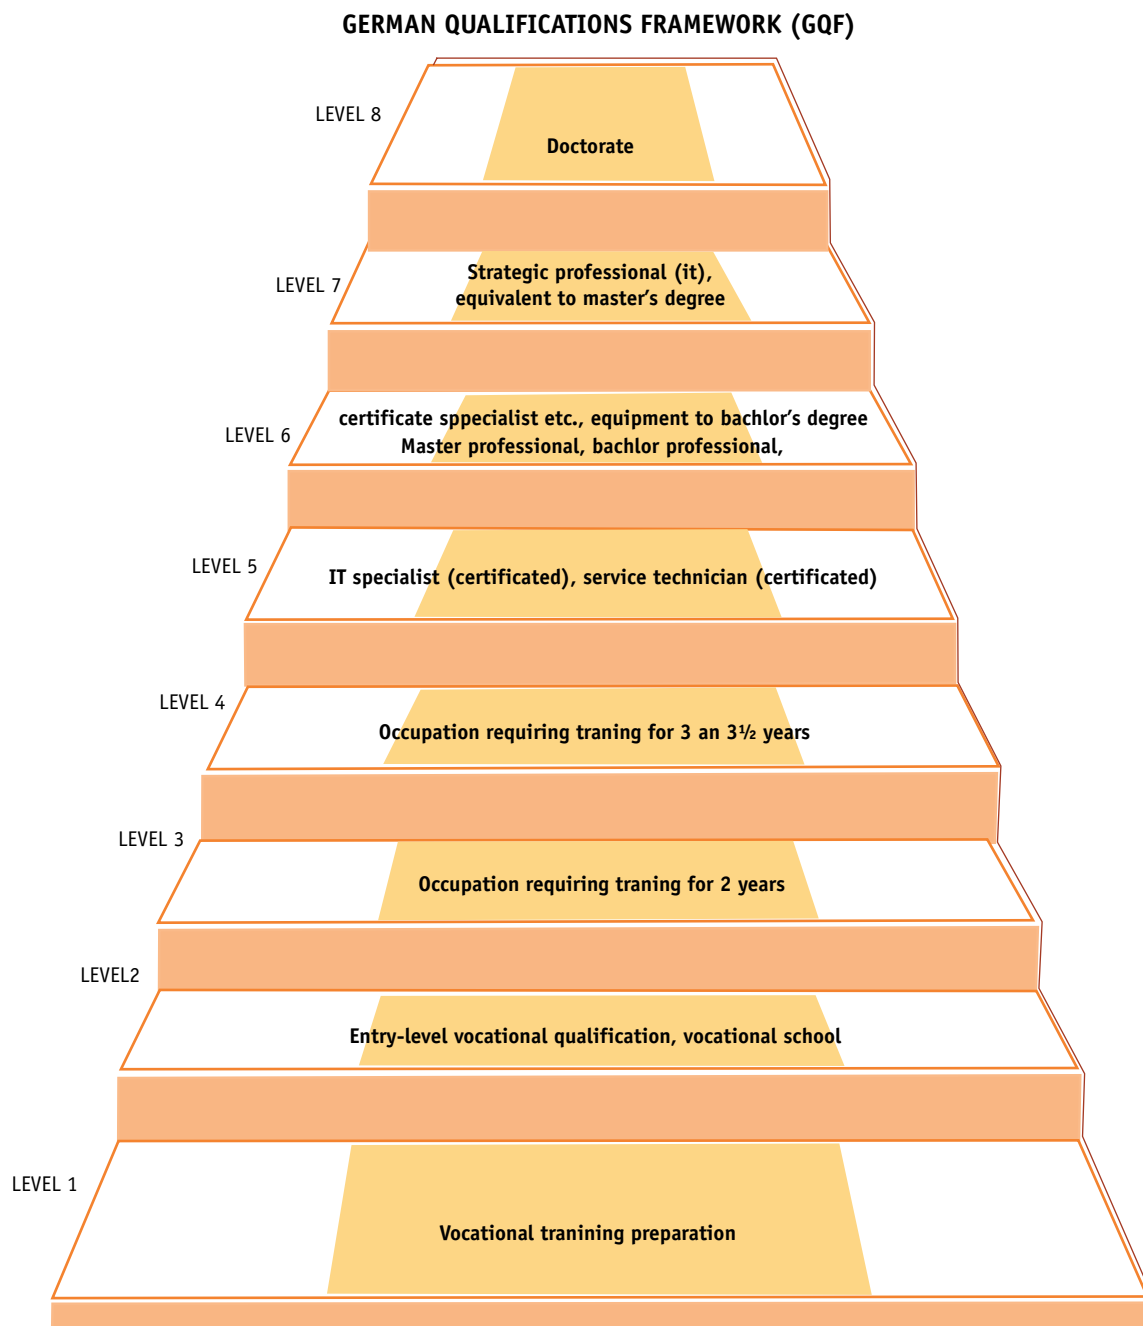 GERMAN QUALIFICATIONS FRAMEWORK (GQF)
LEVEL 8
Doctorate
LEVEL 7
Strategic professional (it),
equivalent to master's degree
LEVEL 6
certificate sppecialist etc., equipment to bachlor's degree
Master professional, bachlor professional,
LEVEL 5
IT specialist (certificated), service technician (certificated)
LEVEL 4
Occupation requiring traning for 3 an 3½ years
LEVEL 3
Occupation requiring traning for 2 years
LEVEL2
Entry-level vocational qualification, vocational school
LEVEL 1
Vocational tranining preparation